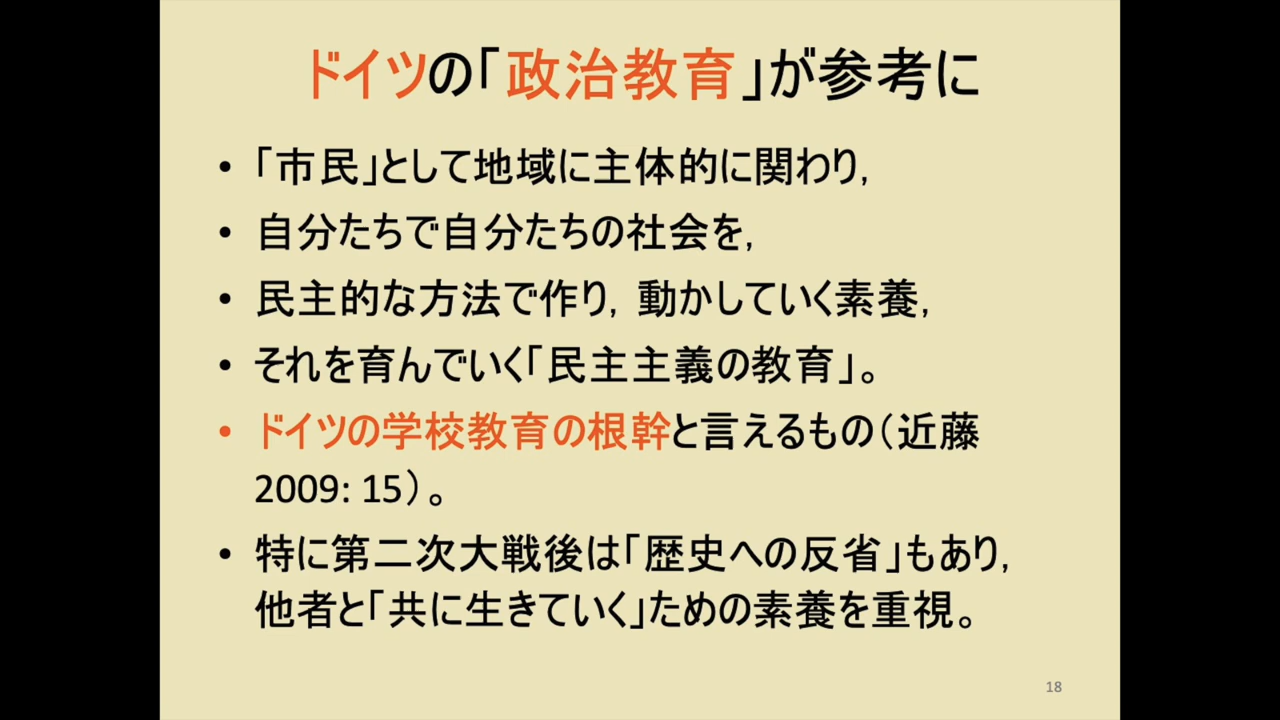 ドイツの「政治教育」が参考に
• 「市民」として地域に主体的に関わり，
• 自分たちで自分たちの社会を，
• 民主的な方法で作り，動かしていく素養，
• それを育んでいく「民主主義の教育」。
• ドイツの学校教育の根幹と言えるもの（近藤
2009: 15）。
• 特に第二次大戦後は「歴史への反省」もあり，
他者と「共に生きていく」ための素養を重視。
18